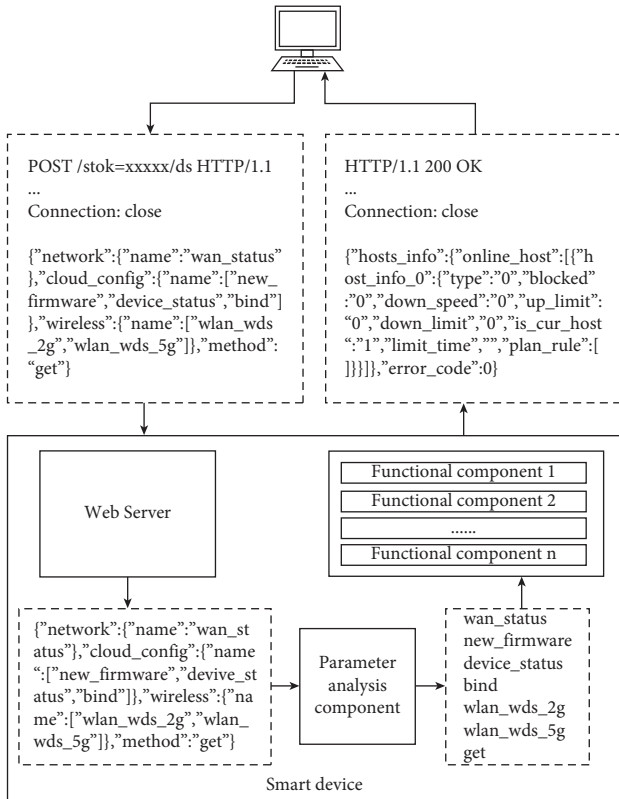 POST /stok=xxxxx/ds HTTP/1.1
...
Connection: close
{”network”:{”name”:”wan_status”
},”cloud_config”:{”name”:[”new_
firmware”,”device_status”,”bind”]
},”wireless”:{”name”:[”wlan_wds
_2g”,”wlan_wds_5g”]},”method”:
“get”}
HTTP/1.1 200 OK
...
Connection: close
{”hosts_info”:{”online_host”:[{”h
ost_info_0”:{”type”:”0”,”blocked”
:”0”,”down_speed”:”0”,”up_limit”:
“0”,”down_limit”,”0”,”is_cur_host
“:”1”,”limit_time”,””,”plan_rule”:[
]}}]},”error_code”:0}
Web Server
Functional component 1
Functional component 2
......
Functional component n
{”network”:{”name”:”wan_st
atus”},”cloud_config”:{”name
“:[”new_firmware”,”devive_st
atus”,”bind”]},”wireless”:{”na
me”:[”wlan_wds_2g”,”wlan_
wds_5g”]},”method”:”get”}
Parameter
analysis
component
wan_status
new_firmware
device_status
bind
wlan_wds_2g
wlan_wds_5g
get
Smart device